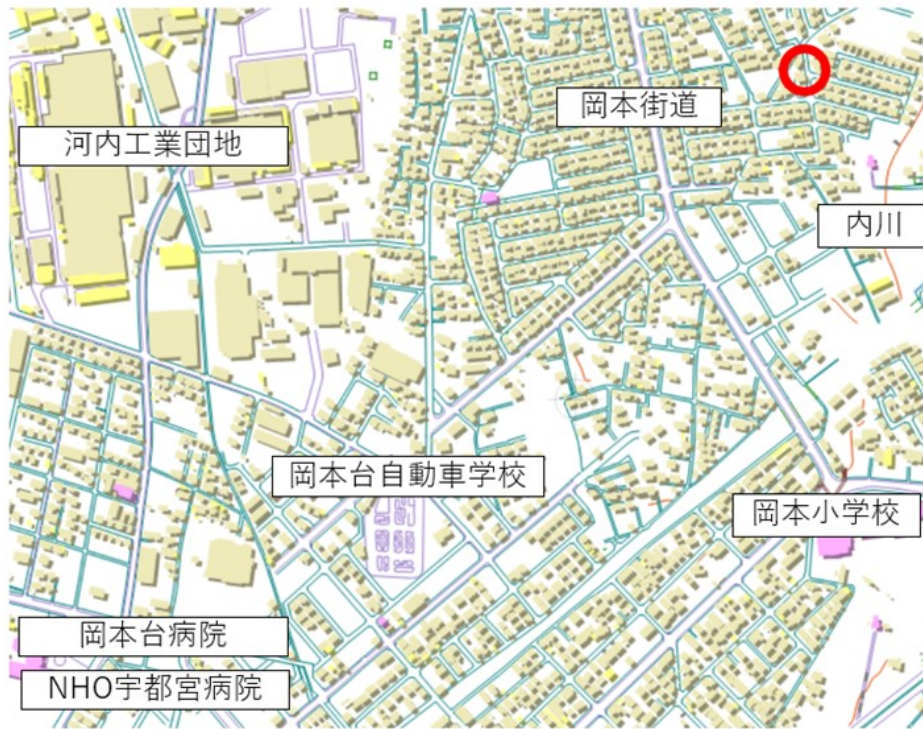 岡本街道
河内工業団地
内川
岡本台自動車学校
岡本小学校
岡本台病院
NHO宇都宮病院